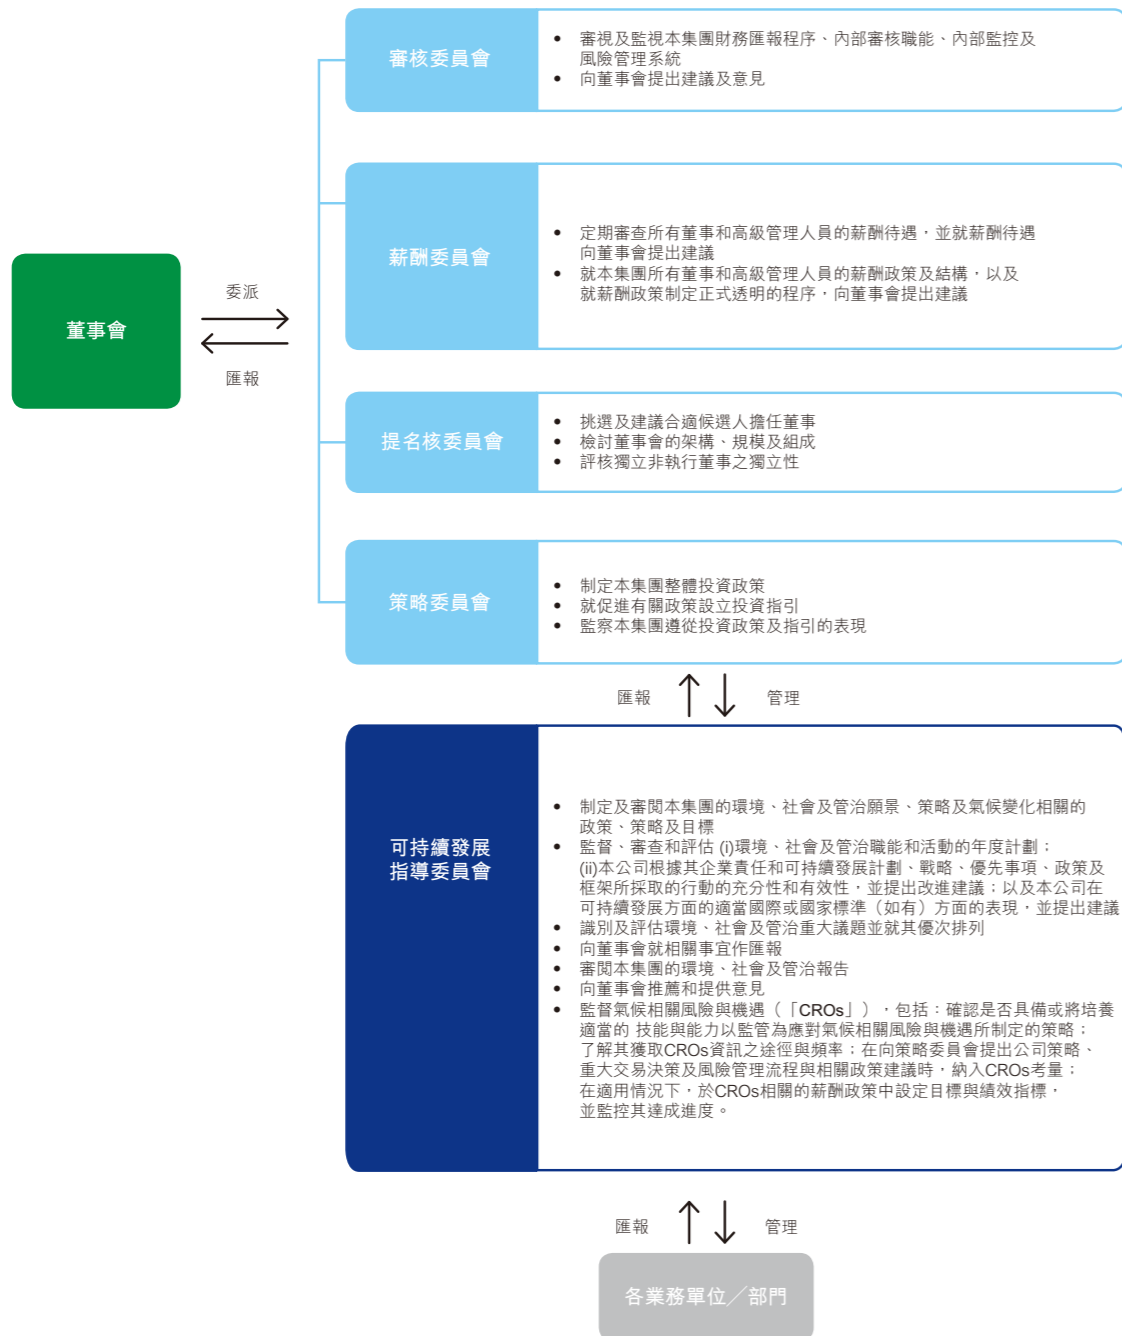 審核委員會
• 審視及監視本集團財務匯報程序、內部審核職能、內部監控及
風險管理系統
• 向董事會提出建議及意見
薪酬委員會
• 定期審查所有董事和高級管理人員的薪酬待遇，並就薪酬待遇
向董事會提出建議
• 就本集團所有董事和高級管理人員的薪酬政策及結構，以及
就薪酬政策制定正式透明的程序，向董事會提出建議
董事會
委派
匯報
提名核委員會
• 挑選及建議合適候選人擔任董事
• 檢討董事會的架構、規模及組成
• 評核獨立非執行董事之獨立性
策略委員會
• 制定本集團整體投資政策
• 就促進有關政策設立投資指引
• 監察本集團遵從投資政策及指引的表現
匯報
管理
可持續發展
指導委員會
• 制定及審閱本集團的環境、社會及管治願景、策略及氣候變化相關的
政策、策略及目標
• 監督、審查和評估 (i)環境、社會及管治職能和活動的年度計劃；
(ii)本公司根據其企業責任和可持續發展計劃、戰略、優先事項、政策及
框架所採取的行動的充分性和有效性，並提出改進建議；以及本公司在
可持續發展方面的適當國際或國家標準（如有）方面的表現，並提出建議
• 識別及評估環境、社會及管治重大議題並就其優次排列
• 向董事會就相關事宜作匯報
• 審閱本集團的環境、社會及管治報告
• 向董事會推薦和提供意見
• 監督氣候相關風險與機遇（「CROs」），包括：確認是否具備或將培養
適當的 技能與能力以監管為應對氣候相關風險與機遇所制定的策略；
了解其獲取CROs資訊之途徑與頻率；在向策略委員會提出公司策略、
重大交易決策及風險管理流程與相關政策建議時，納入CROs考量；
在適用情況下，於CROs相關的薪酬政策中設定目標與績效指標，
並監控其達成進度。
匯報
管理
各業務單位／部門